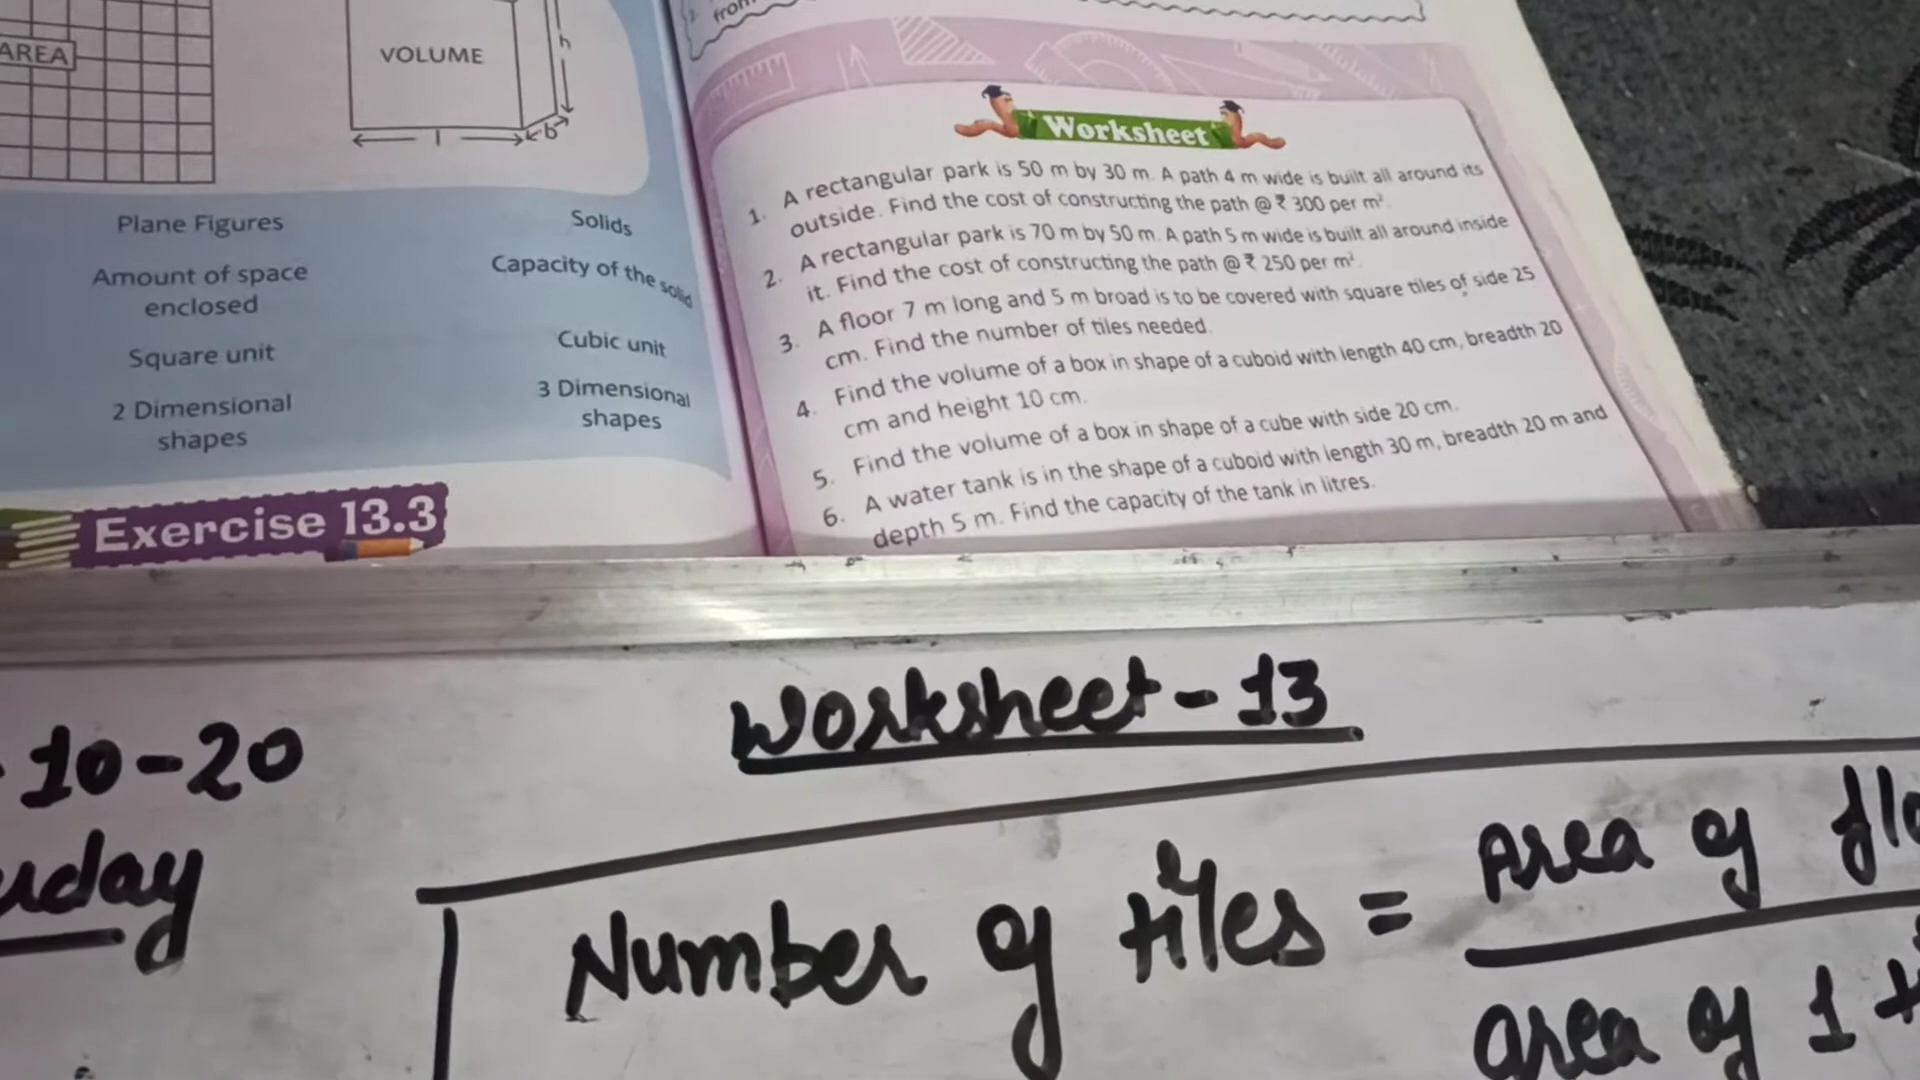 AREA
VOLUME
h
l
b
Plane Figures
Solids
Amount of space
enclosed
Capacity of the solid
Square unit
Cubic unit
2 Dimensional
shapes
3 Dimensional
shapes
Exercise 13.3
Worksheet
1. A rectangular park is 50 m by 30 m. A path 4 m wide is built all around its
outside. Find the cost of constructing the path @ ₹ 300 per m².
2. A rectangular park is 70 m by 50 m. A path 5 m wide is built all around inside
it. Find the cost of constructing the path @ ₹ 250 per m².
3. A floor 7 m long and 5 m broad is to be covered with square tiles of side 25
cm. Find the number of tiles needed.
4. Find the volume of a box in shape of a cuboid with length 40 cm, breadth 20
cm and height 10 cm.
5. Find the volume of a box in shape of a cube with side 20 cm.
6. A water tank is in the shape of a cuboid with length 30 m, breadth 20 m and
depth 5 m. Find the capacity of the tank in litres.
Worksheet-13
10-20
Number of tiles = Area of
area of 1